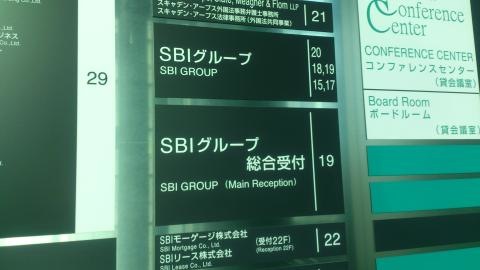 Meagher & Flom LLP
スキャデン・アープス外国法事務弁護士事務所
スキャデン・アープス法律事務所(外国法共同事業)
21
SBIグループ
SBI GROUP
20
18,19
15,17
SBIグループ
総合受付
SBI GROUP (Main Reception)
19
SBIモーゲージ株式会社
SBI Mortgage Co., Ltd.
(受付22F)
(Reception 22F)
SBIリース株式会社
SBI Lease Co., Ltd.
22
29
Conference
Center
CONFERENCE CENTER
コンファレンスセンター
(貸会議室)
Board Room
ボードルーム
(貸会議室)